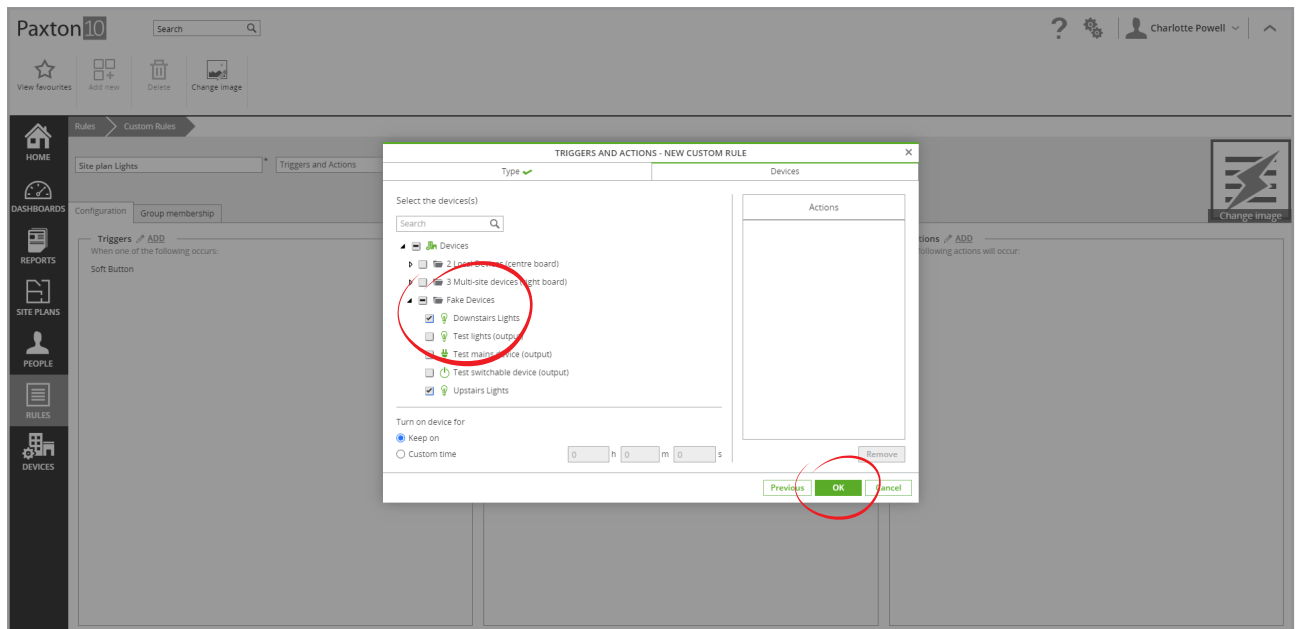 Paxton10
Search
Charlotte Powell
View favourites
Add new
Delete
Change image
Rules
Custom Rules
HOME
DASHBOARDS
REPORTS
SITE PLANS
PEOPLE
RULES
DEVICES
Site plan Lights
*
Triggers and Actions
Change image
Configuration
Group membership
Triggers ADD
When one of the following occurs:
Soft Button
tions ADD
following actions will occur:
TRIGGERS AND ACTIONS - NEW CUSTOM RULE
Type
Devices
Select the devices(s)
Search
Devices
2 Local Devices (centre board)
3 Multi-site devices (right board)
Fake Devices
Downstairs Lights
Test lights (output)
Test mains device (output)
Test switchable device (output)
Upstairs Lights
Turn on device for
Keep on
Custom time
0 h 0 m 0 s
Actions
Remove
Previous
OK
Cancel